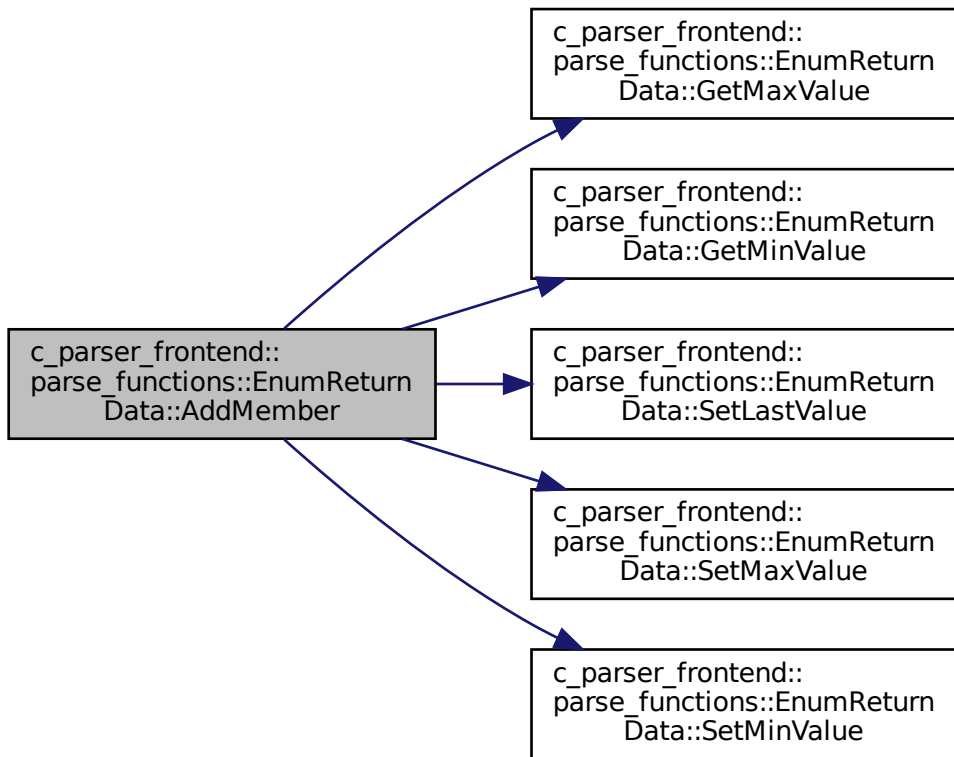 c_parser_frontend::
parse_functions::EnumReturn
Data::GetMaxValue
c_parser_frontend::
parse_functions::EnumReturn
Data::GetMinValue
c_parser_frontend::
parse_functions::EnumReturn
Data::AddMember
c_parser_frontend::
parse_functions::EnumReturn
Data::SetLastValue
c_parser_frontend::
parse_functions::EnumReturn
Data::SetMaxValue
c_parser_frontend::
parse_functions::EnumReturn
Data::SetMinValue